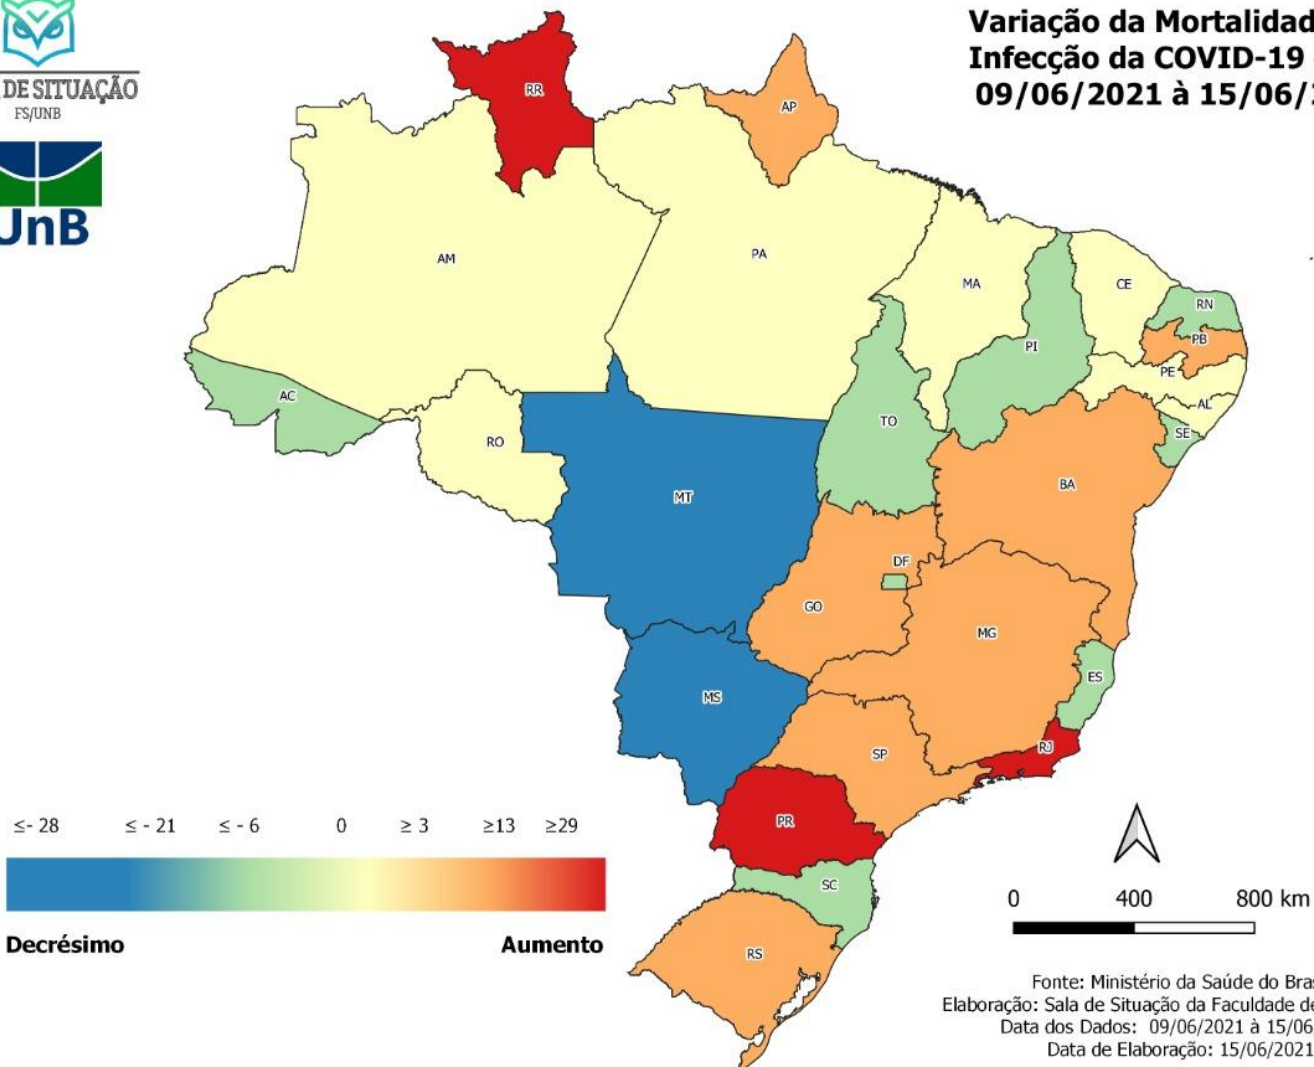 DE SITUAÇÃO
FS/UNB
UnB
Variação da Mortalidad
Infecção da COVID-19
09/06/2021 à 15/06/
RR
AP
AM
PA
MA
CE
RN
PB
PI
PE
AC
AL
TO
SE
RO
BA
MT
DF
GO
MG
ES
MS
RJ
SP
PR
SC
RS
≤- 28 ≤ - 21 ≤ - 6 0 ≥ 3 ≥13 ≥29
Decrésimo Aumento
0 400 800 km
Fonte: Ministério da Saúde do Bras
Elaboração: Sala de Situação da Faculdade de
Data dos Dados: 09/06/2021 à 15/06
Data de Elaboração: 15/06/2021